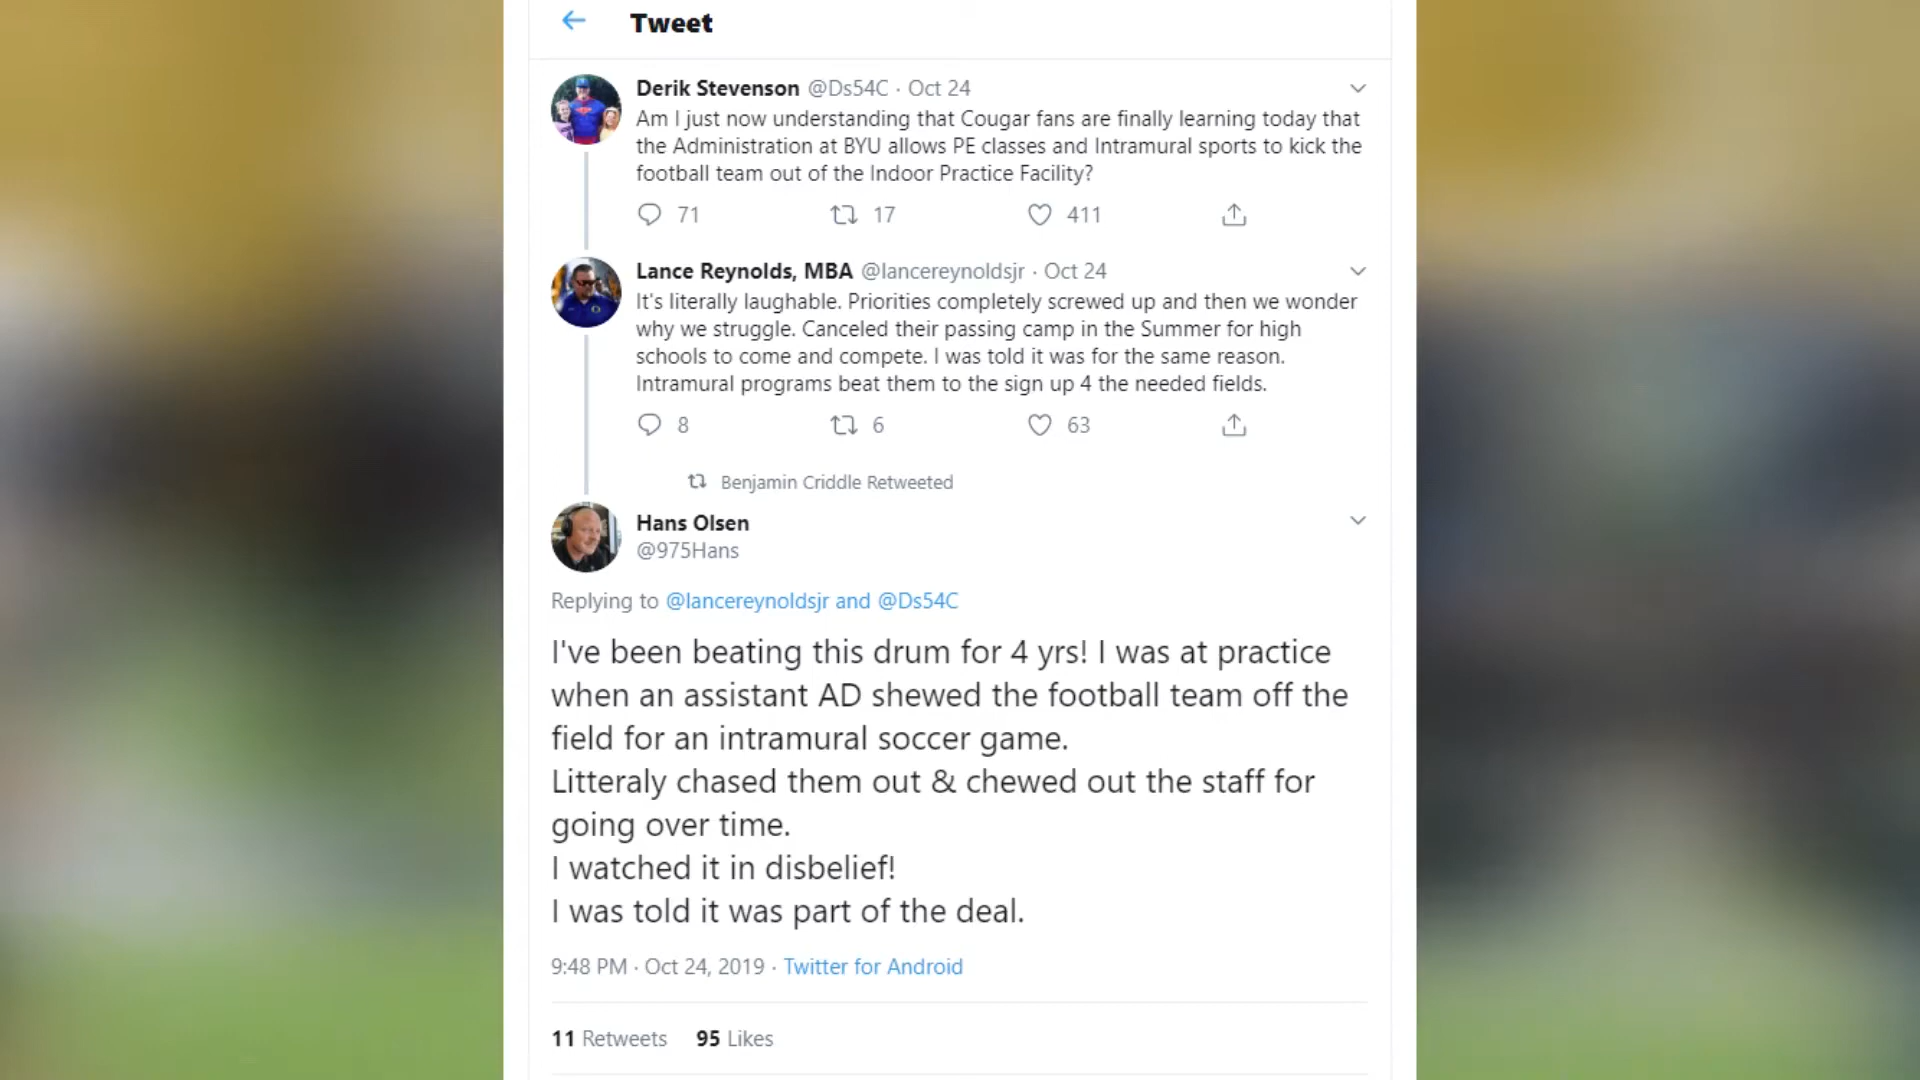 Tweet
Derik Stevenson @Ds54C · Oct 24
Am I just now understanding that Cougar fans are finally learning today that
the Administration at BYU allows PE classes and Intramural sports to kick the
football team out of the Indoor Practice Facility?
71 17 411
Lance Reynolds, MBA @lancereynoldsjr · Oct 24
It's literally laughable. Priorities completely screwed up and then we wonder
why we struggle. Canceled their passing camp in the Summer for high
schools to come and compete. I was told it was for the same reason.
Intramural programs beat them to the sign up 4 the needed fields.
8 6 63
Benjamin Criddle Retweeted
Hans Olsen
@975Hans
Replying to @lancereynoldsjr and @Ds54C
I've been beating this drum for 4 yrs! I was at practice
when an assistant AD shewed the football team off the
field for an intramural soccer game.
Litteraly chased them out & chewed out the staff for
going over time.
I watched it in disbelief!
I was told it was part of the deal.
9:48 PM · Oct 24, 2019 · Twitter for Android
11 Retweets 95 Likes